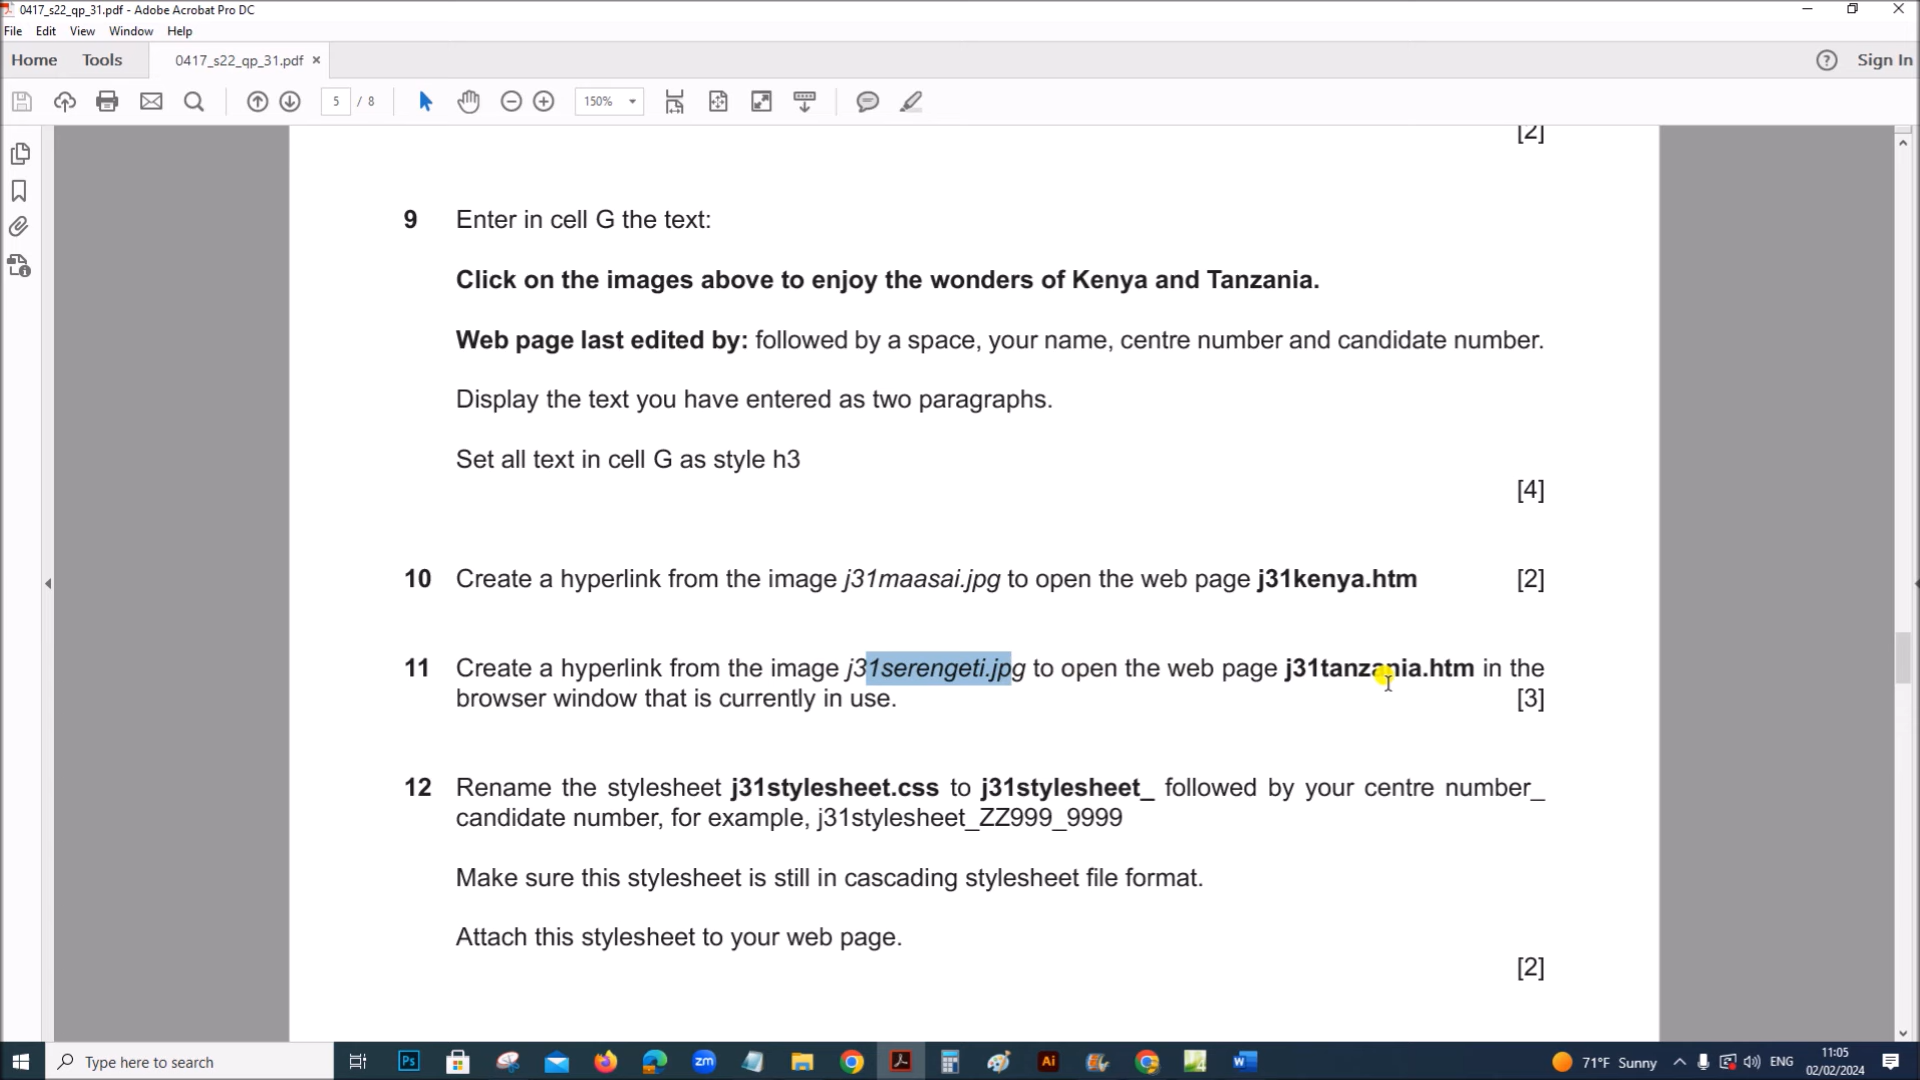 0417_s22_qp_31.pdf - Adobe Acrobat Pro DC
File Edit View Window Help
Home Tools 0417_s22_qp_31.pdf × Sign In
5 / 8 150%
[2]
9 Enter in cell G the text:
Click on the images above to enjoy the wonders of Kenya and Tanzania.
Web page last edited by: followed by a space, your name, centre number and candidate number.
Display the text you have entered as two paragraphs.
Set all text in cell G as style h3
[4]
10 Create a hyperlink from the image j31maasai.jpg to open the web page j31kenya.htm [2]
11 Create a hyperlink from the image j31serengeti.jpg to open the web page j31tanzania.htm in the
browser window that is currently in use. [3]
12 Rename the stylesheet j31stylesheet.css to j31stylesheet_ followed by your centre number_
candidate number, for example, j31stylesheet_ZZ999_9999
Make sure this stylesheet is still in cascading stylesheet file format.
Attach this stylesheet to your web page.
[2]
Type here to search Ps zm Ai 71°F Sunny ENG 11:05
02/02/2024